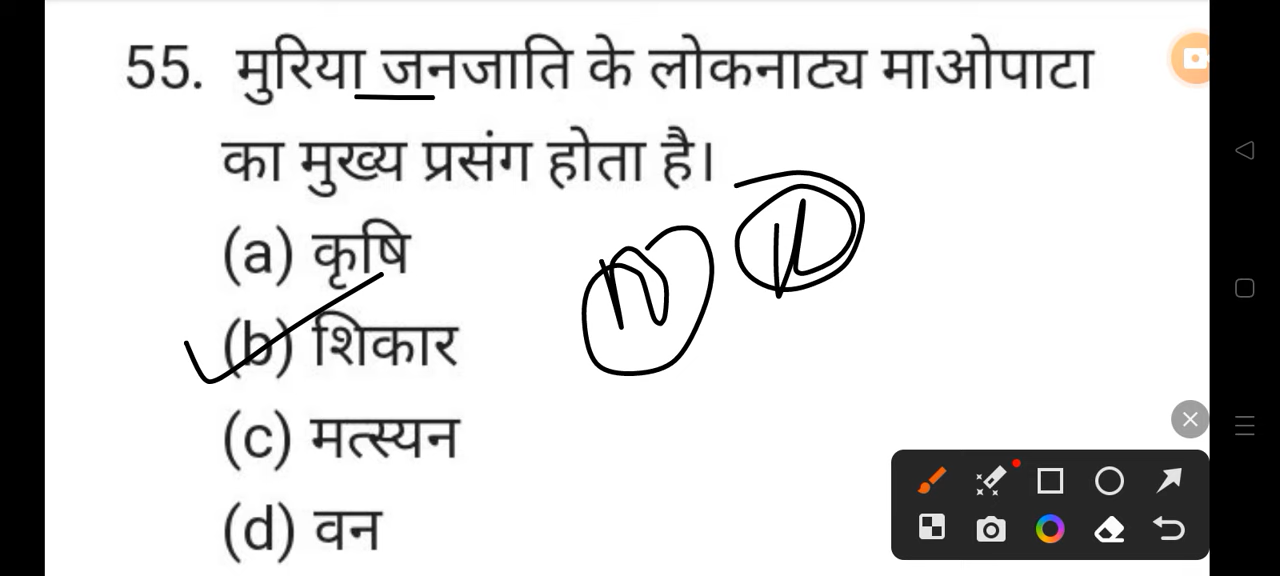 55. मुरिया जनजाति के लोकनाट्य माओपाटा
का मुख्य प्रसंग होता है।
(a) कृषि
(b) शिकार
(c) मत्स्यन
(d) वन